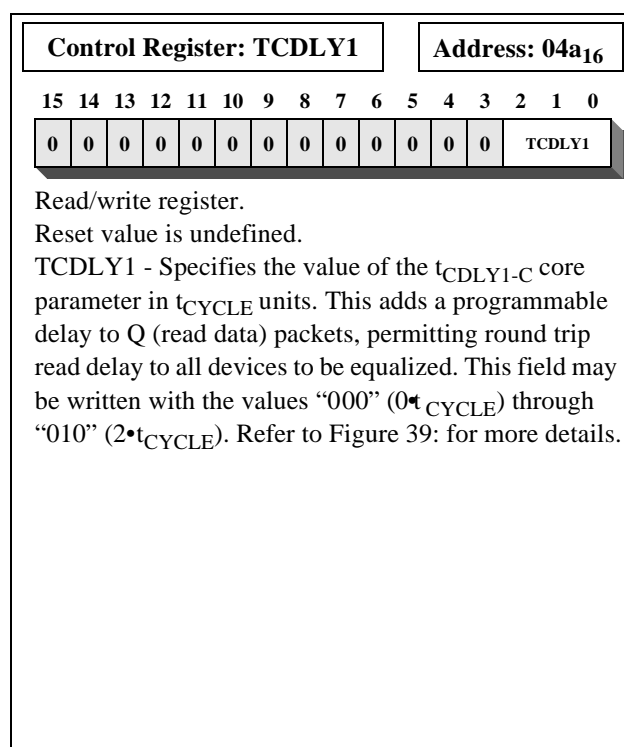 Control Register: TCDLY1 Address: 04a16
15 14 13 12 11 10 9 8 7 6 5 4 3 2 1 0
0 0 0 0 0 0 0 0 0 0 0 0 0 TCDLY1
Read/write register.
Reset value is undefined.
TCDLY1 - Specifies the value of the tCDLY1-C core
parameter in tCYCLE units. This adds a programmable
delay to Q (read data) packets, permitting round trip
read delay to all devices to be equalized. This field may
be written with the values “000” (0•tCYCLE) through
“010” (2•tCYCLE). Refer to Figure 39: for more details.